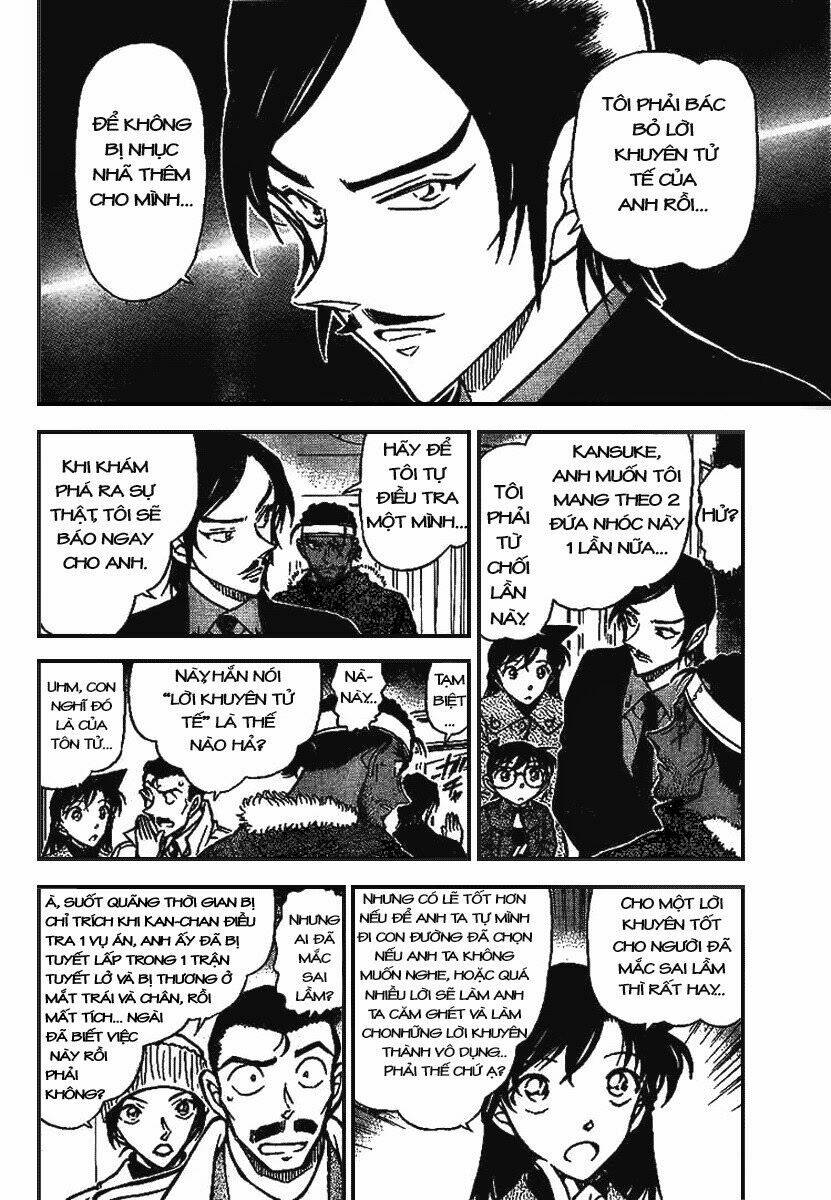 TÔI PHẢI BÁC
BỎ LỜI
KHUYÊN TỬ
TẾ CỦA
ANH RỒI...
ĐỂ KHÔNG
BỊ NHỤC
NHÃ THÊM
CHO MÌNH...
HỬ?
KANSUKE,
ANH MUỐN TÔI
MANG THEO 2
ĐỨA NHÓC NÀY
1 LẦN NỮA...
TÔI
PHẢI
TỪ
CHỐI
LẦN
NÀY.
HÃY ĐỂ
TÔI TỰ
ĐIỀU TRA
MỘT MÌNH...
KHI KHÁM
PHÁ RA SỰ
THẬT, TÔI SẼ
BÁO NGAY
CHO ANH.
TẠM
BIỆT
...
NÀ-
NÀY..
NÀY, HẮN NÓI
"LỜI KHUYÊN TỬ
TẾ" LÀ THẾ
NÀO HẢ?
UHM, CON
NGHĨ ĐÓ
LÀ CỦA
TÔN TỬ...
CHO MỘT LỜI
KHUYÊN TỐT
CHO NGƯỜI ĐÃ
MẮC SAI LẦM
THÌ RẤT HAY...
NHƯNG CÓ LẼ TỐT HƠN
NẾU ĐỂ ANH TA TỰ MÌNH
ĐI CON ĐƯỜNG ĐÃ CHỌN
NẾU ANH TA KHÔNG
MUỐN NGHE, HOẶC QUÁ
NHIỀU LỜI SẼ LÀM ANH
TA CĂM GHÉT VÀ LÀM
CHONHỮNG LỜI KHUYÊN
THÀNH VÔ DỤNG..
PHẢI THẾ CHỨ Ạ?
NHƯNG
AI ĐÃ
MẮC
SAI
LẦM?
À, SUỐT QUÃNG THỜI GIAN BỊ
CHỈ TRÍCH KHI KAN-CHAN ĐIỀU
TRA 1 VỤ ÁN, ANH ẤY ĐÃ BỊ
TUYẾT LẤP TRONG 1 TRẬN
TUYẾT LỞ VÀ BỊ THƯƠNG Ở
MẮT TRÁI VÀ CHÂN, RỒI
MẤT TÍCH... NGÀI
ĐÃ BIẾT VIỆC
NÀY RỒI
PHẢI
KHÔNG?